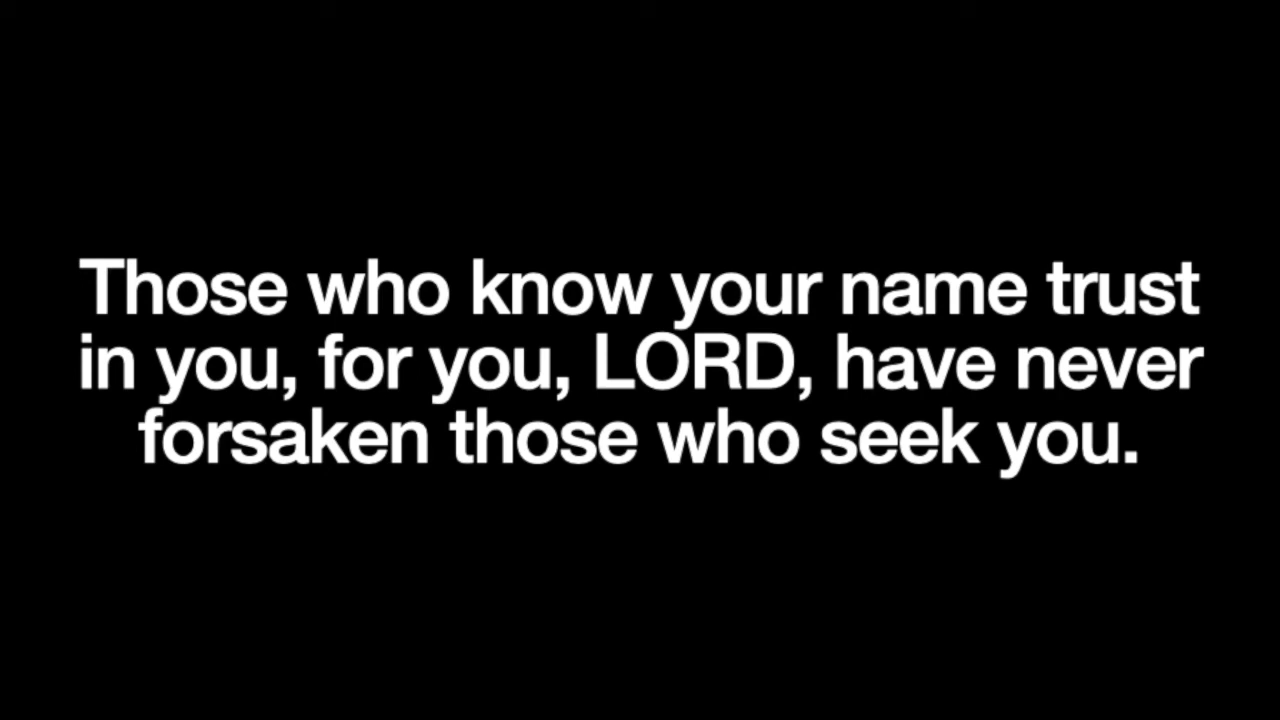 Those who know your name trust
in you, for you, LORD, have never
forsaken those who seek you.